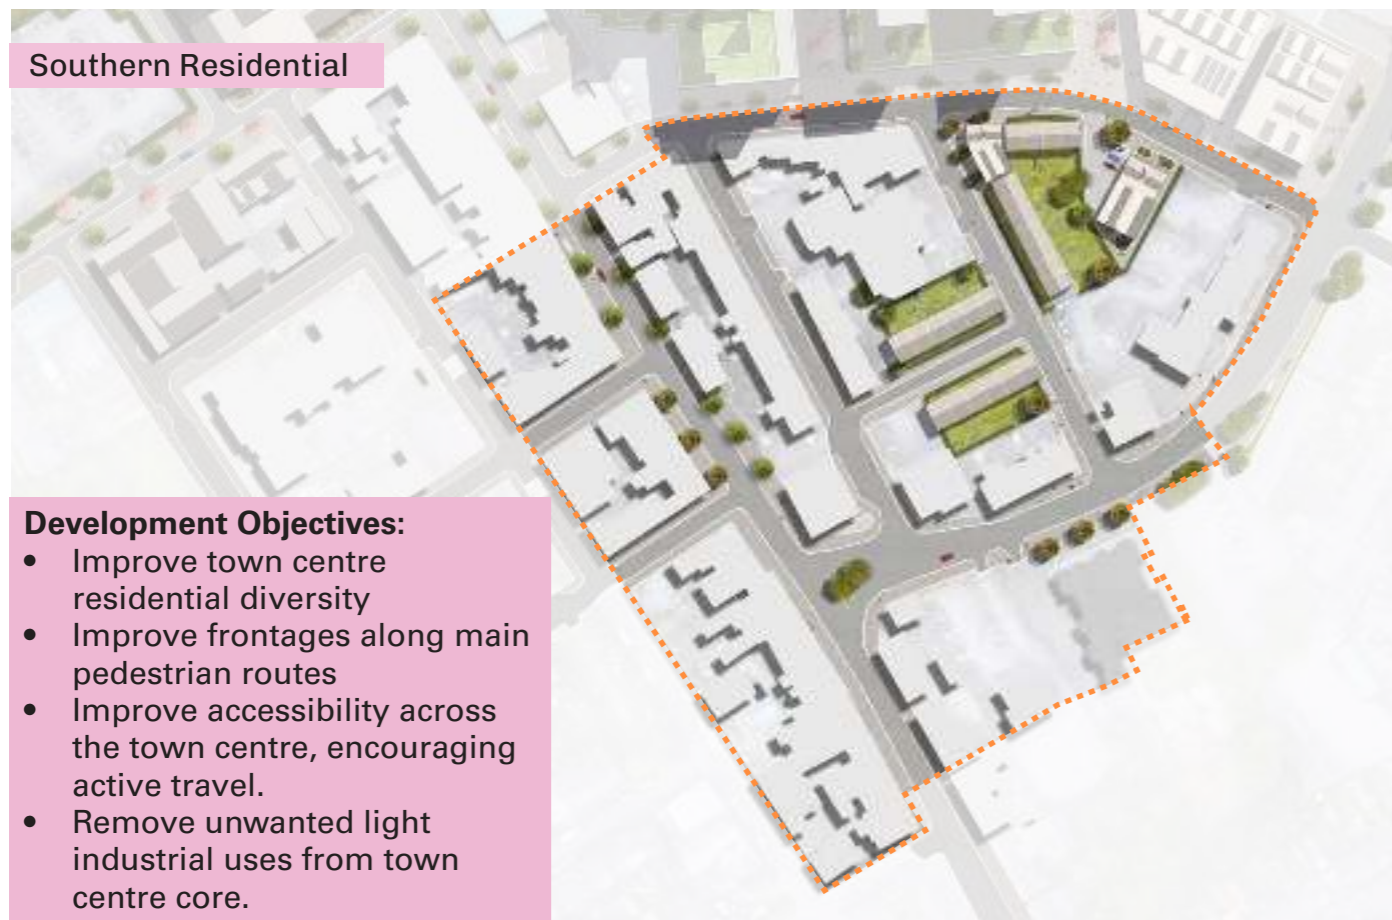 Southern Residential
Development Objectives:
• Improve town centre
residential diversity
• Improve frontages along main
pedestrian routes
• Improve accessibility across
the town centre, encouraging
active travel.
• Remove unwanted light
industrial uses from town
centre core.